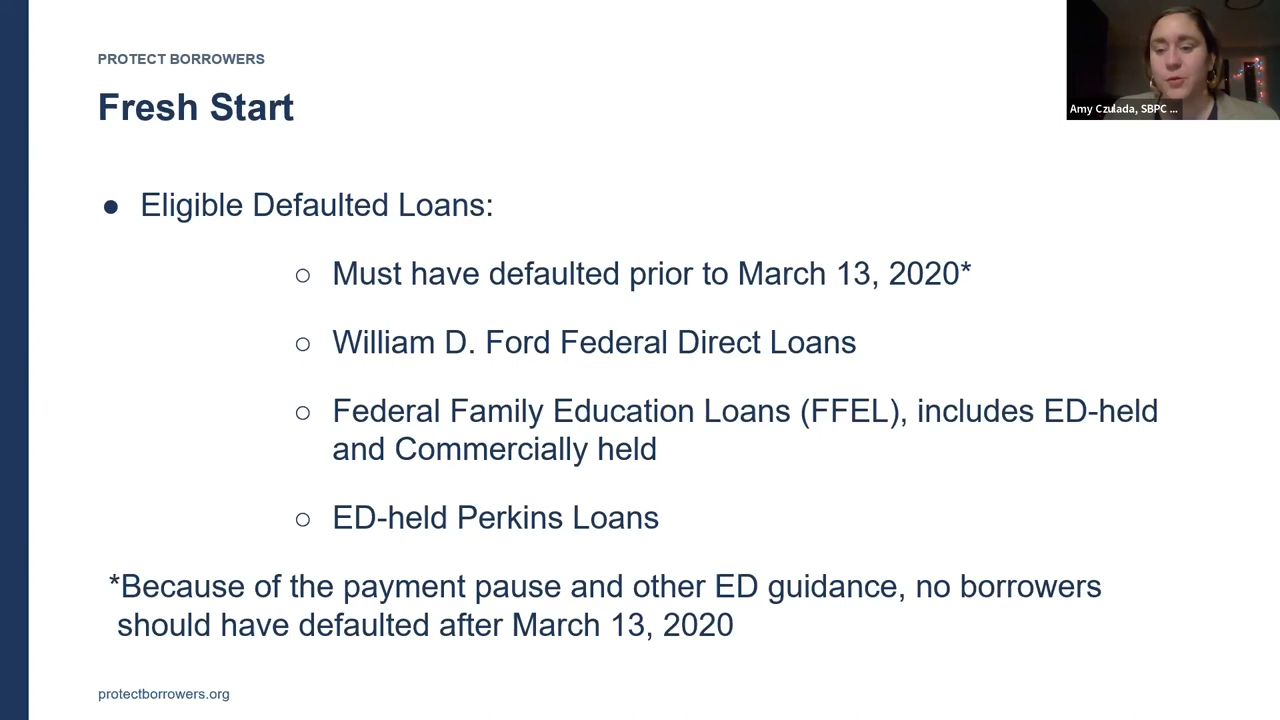 PROTECT BORROWERS
Fresh Start
Amy Czulada, SBPC ...
● Eligible Defaulted Loans:
○ Must have defaulted prior to March 13, 2020*
○ William D. Ford Federal Direct Loans
○ Federal Family Education Loans (FFEL), includes ED-held
and Commercially held
○ ED-held Perkins Loans
*Because of the payment pause and other ED guidance, no borrowers
should have defaulted after March 13, 2020
protectborrowers.org